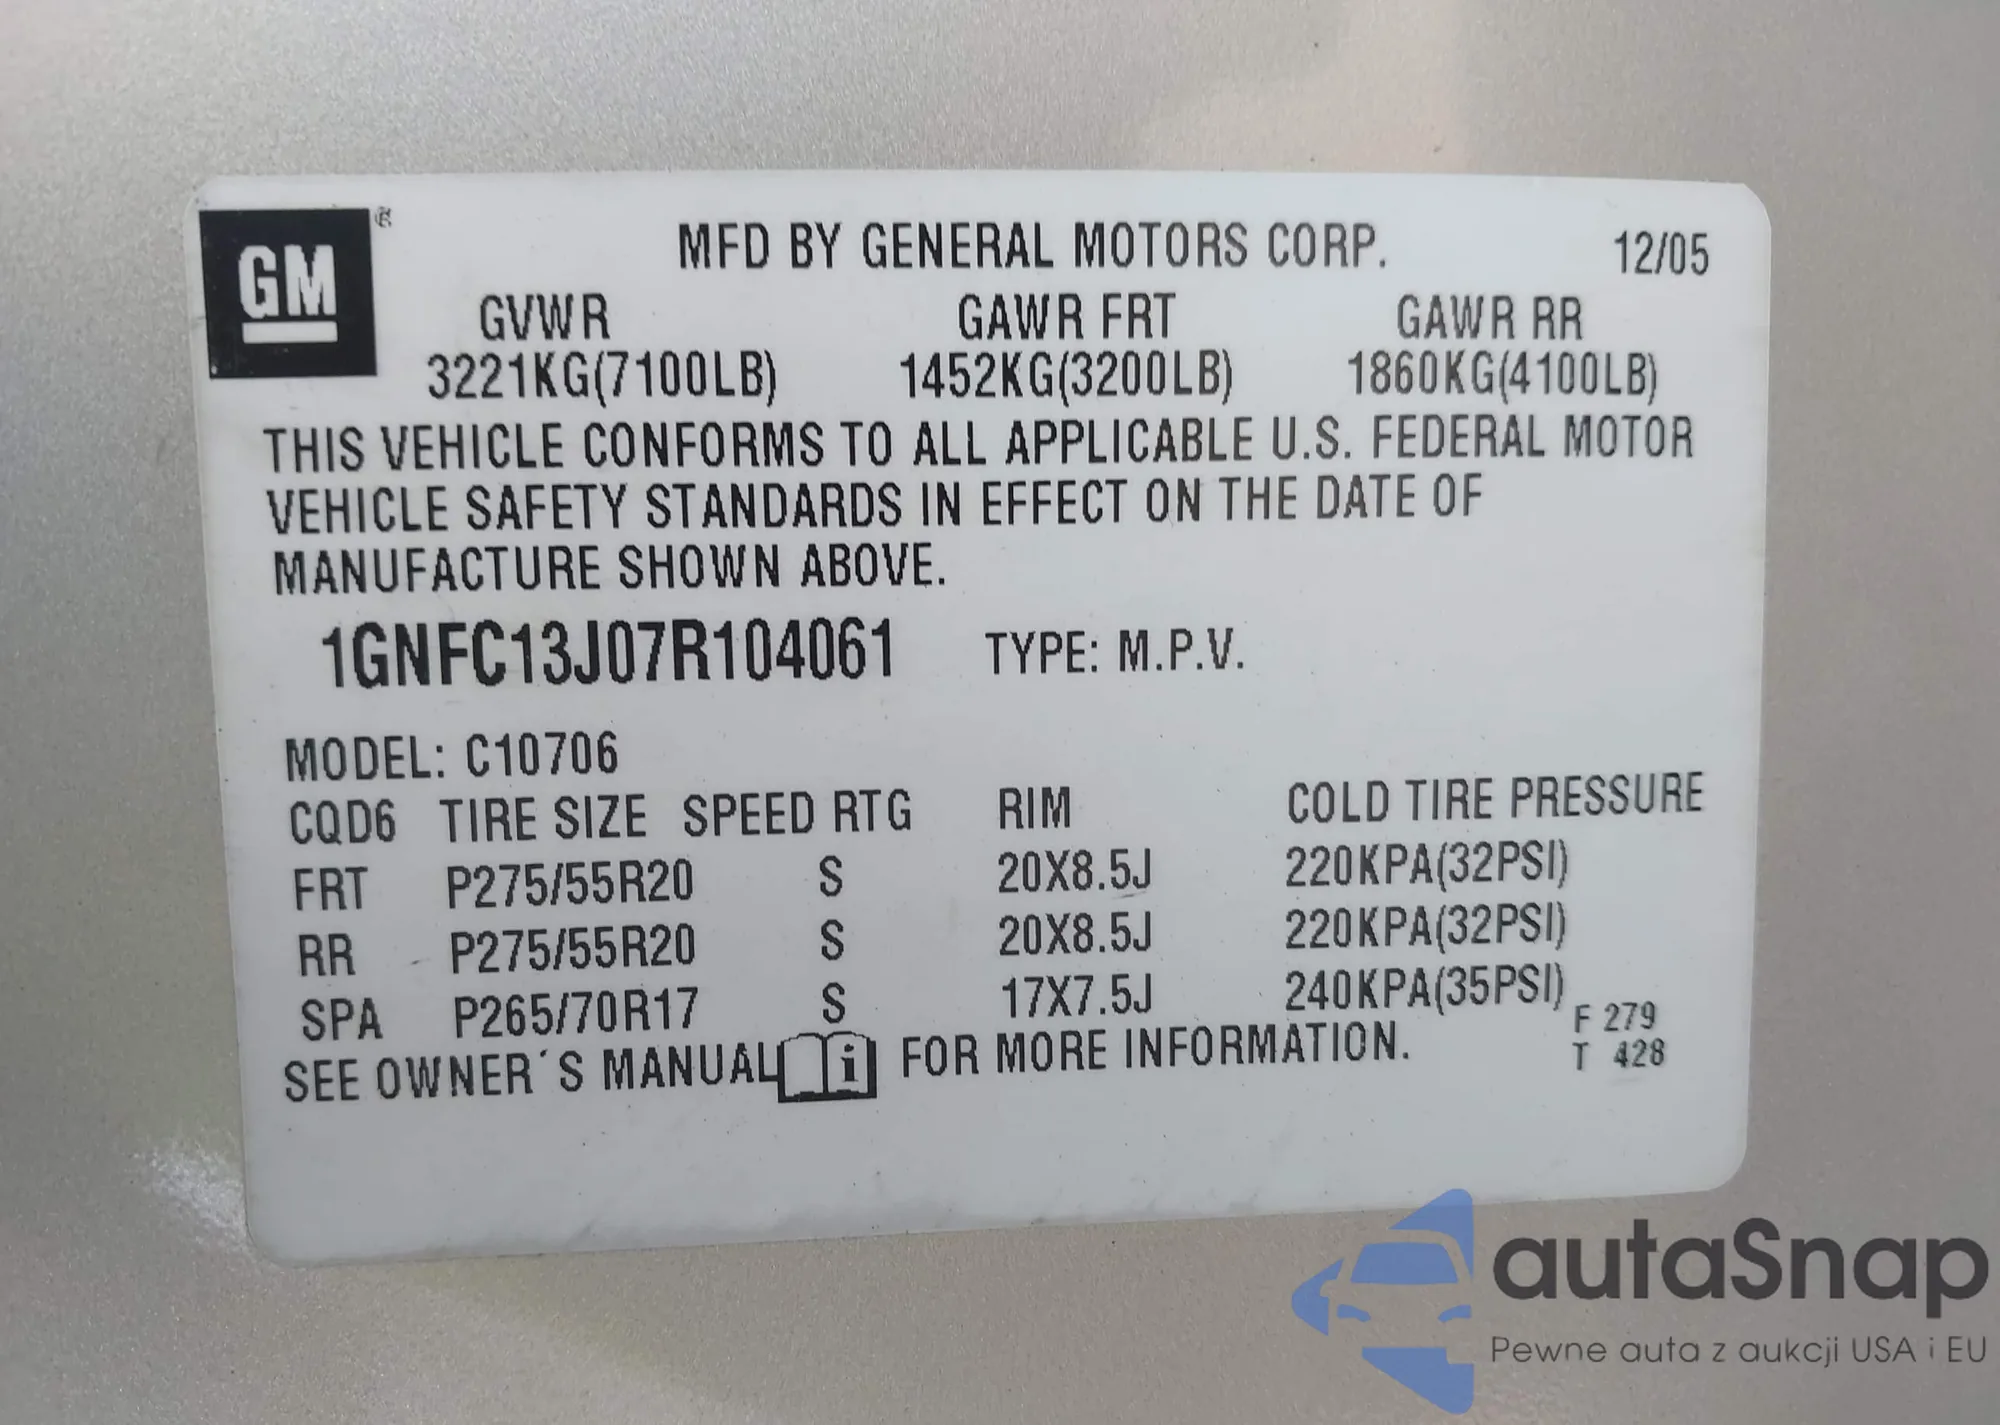 GM®
MFD BY GENERAL MOTORS CORP. 12/05
GVWR GAWR FRT GAWR RR
3221KG(7100LB) 1452KG(3200LB) 1860KG(4100LB)
THIS VEHICLE CONFORMS TO ALL APPLICABLE U.S. FEDERAL MOTOR
VEHICLE SAFETY STANDARDS IN EFFECT ON THE DATE OF
MANUFACTURE SHOWN ABOVE.
1GNFC13J07R104061 TYPE: M.P.V.
MODEL: C10706
CQD6 TIRE SIZE SPEED RTG RIM COLD TIRE PRESSURE
FRT P275/55R20 S 20X8.5J 220KPA(32PSI)
RR P275/55R20 S 20X8.5J 220KPA(32PSI)
SPA P265/70R17 S 17X7.5J 240KPA(35PSI)
F 279
SEE OWNER´S MANUAL i FOR MORE INFORMATION. T 428
autaSnap
Pewne auta z aukcji USA i EU